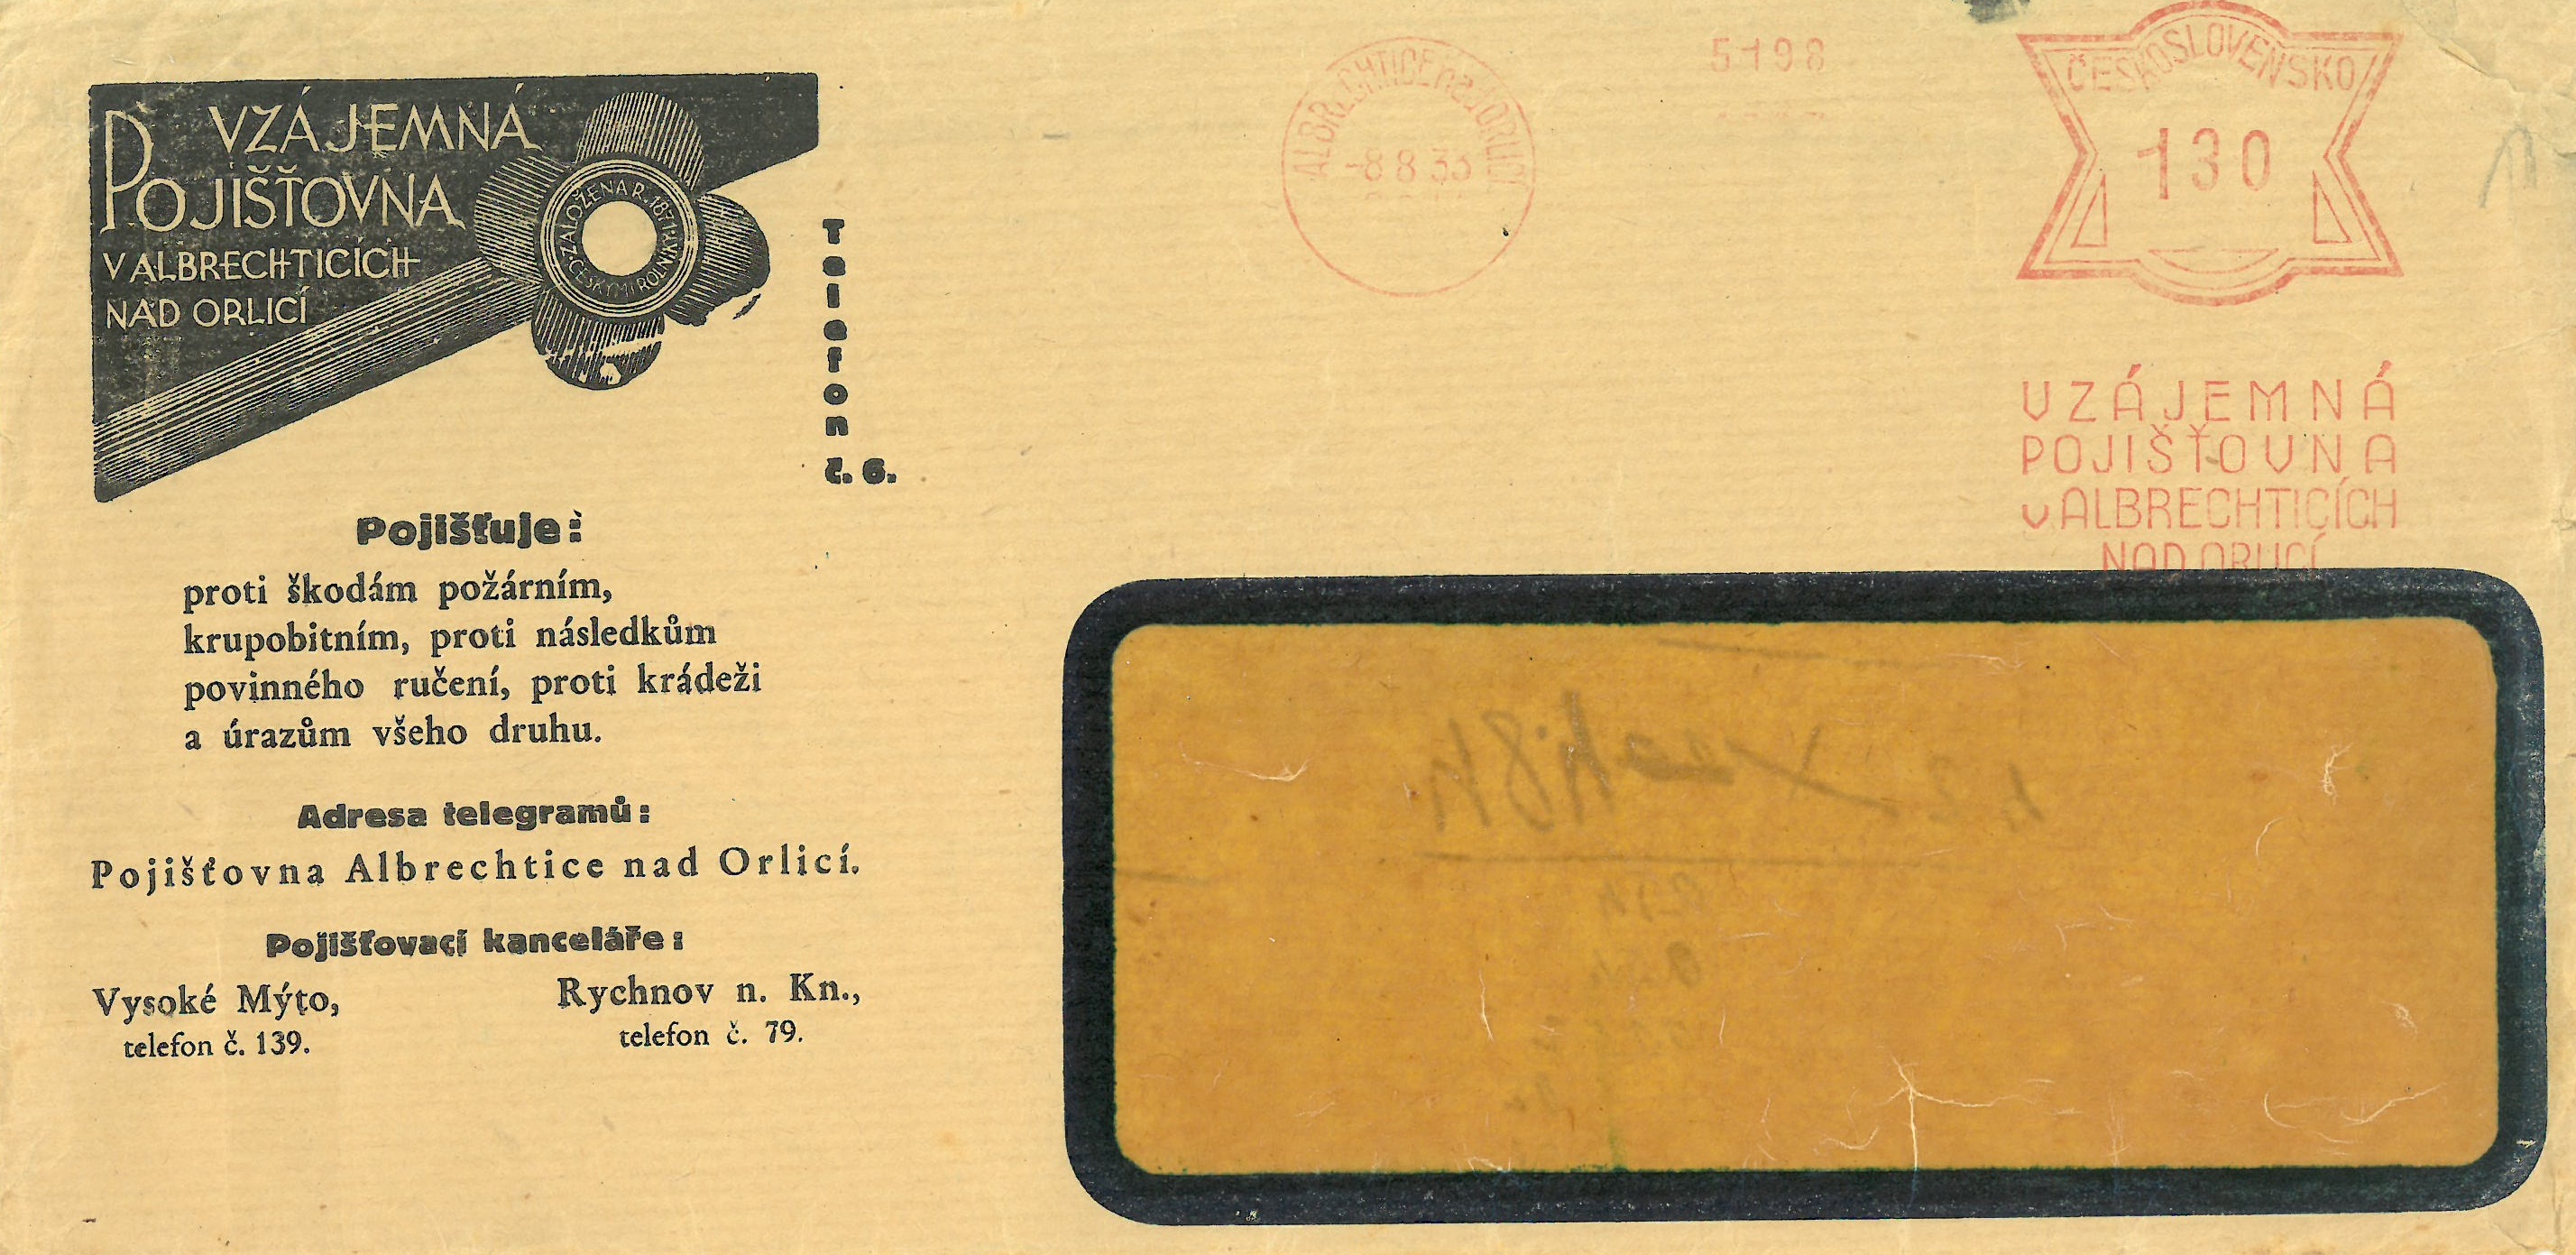 VZÁJEMNÁ
POJIŠŤOVNA
V ALBRECHTICÍCH
NAD ORLICÍ
ZALOŽENA R. 1871
ČESKÝMI ROLNÍKY
Telefon
č. 6.
Pojišťuje:
proti škodám požárním,
krupobitním, proti následkům
povinného ručení, proti krádeži
a úrazům všeho druhu.
Adresa telegramů:
Pojišťovna Albrechtice nad Orlicí.
Pojišťovací kanceláře:
Vysoké Mýto,
telefon č. 139.
Rychnov n. Kn.,
telefon č. 79.
ALBRECHTICE nad ORLICÍ
-8 8 33
5198
ČESKOSLOVENSKO
130
VZÁJEMNÁ
POJIŠŤOVNA
v ALBRECHTICÍCH
NAD ORLICÍ